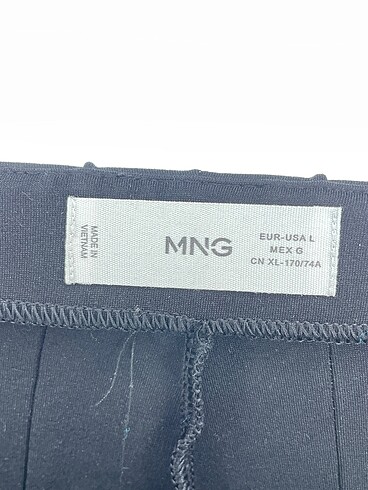 MADE IN
VIETNAM
MNG
EUR-USA L
MEX G
CN XL-170/74A